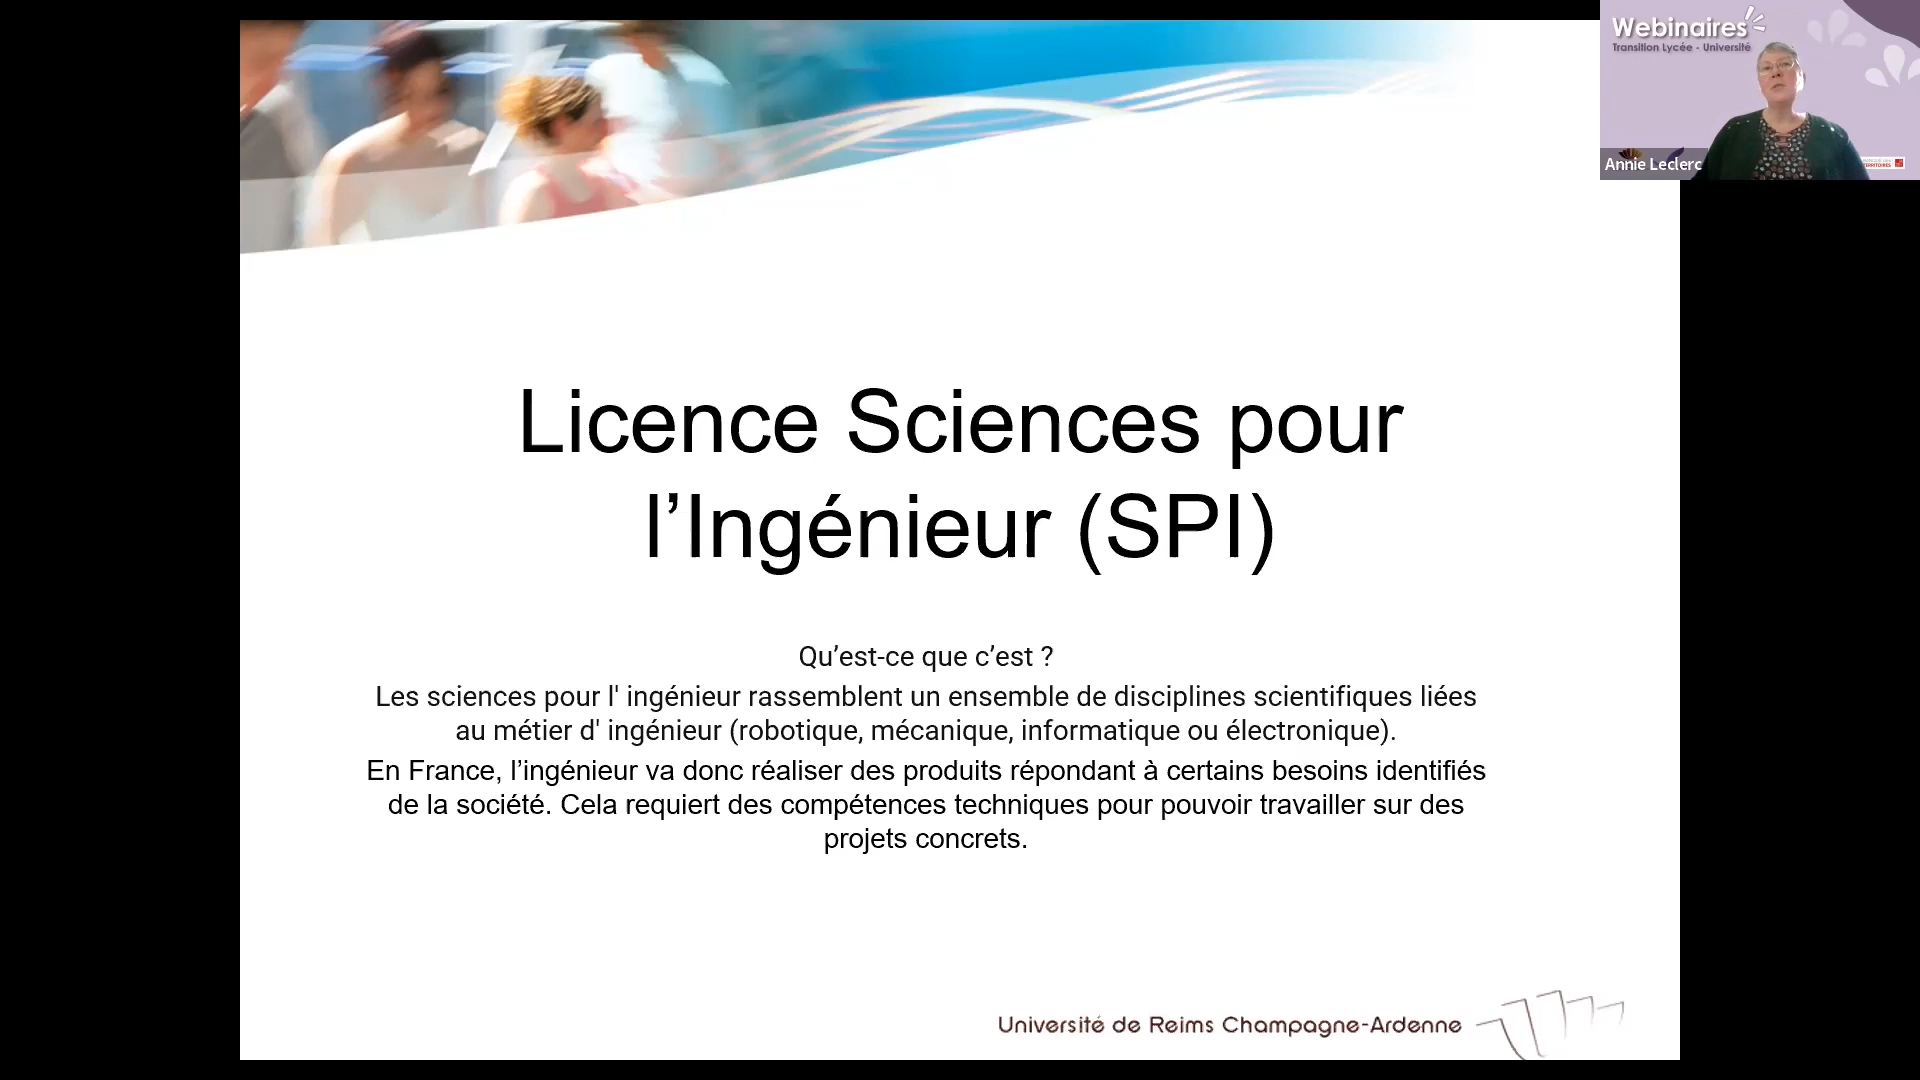 Webinaires
Transition Lycée - Université
Annie Leclerc
TERRITOIRES
Licence Sciences pour
l’Ingénieur (SPI)
Qu’est-ce que c’est ?
Les sciences pour l' ingénieur rassemblent un ensemble de disciplines scientifiques liées
au métier d' ingénieur (robotique, mécanique, informatique ou électronique).
En France, l’ingénieur va donc réaliser des produits répondant à certains besoins identifiés
de la société. Cela requiert des compétences techniques pour pouvoir travailler sur des
projets concrets.
Université de Reims Champagne-Ardenne